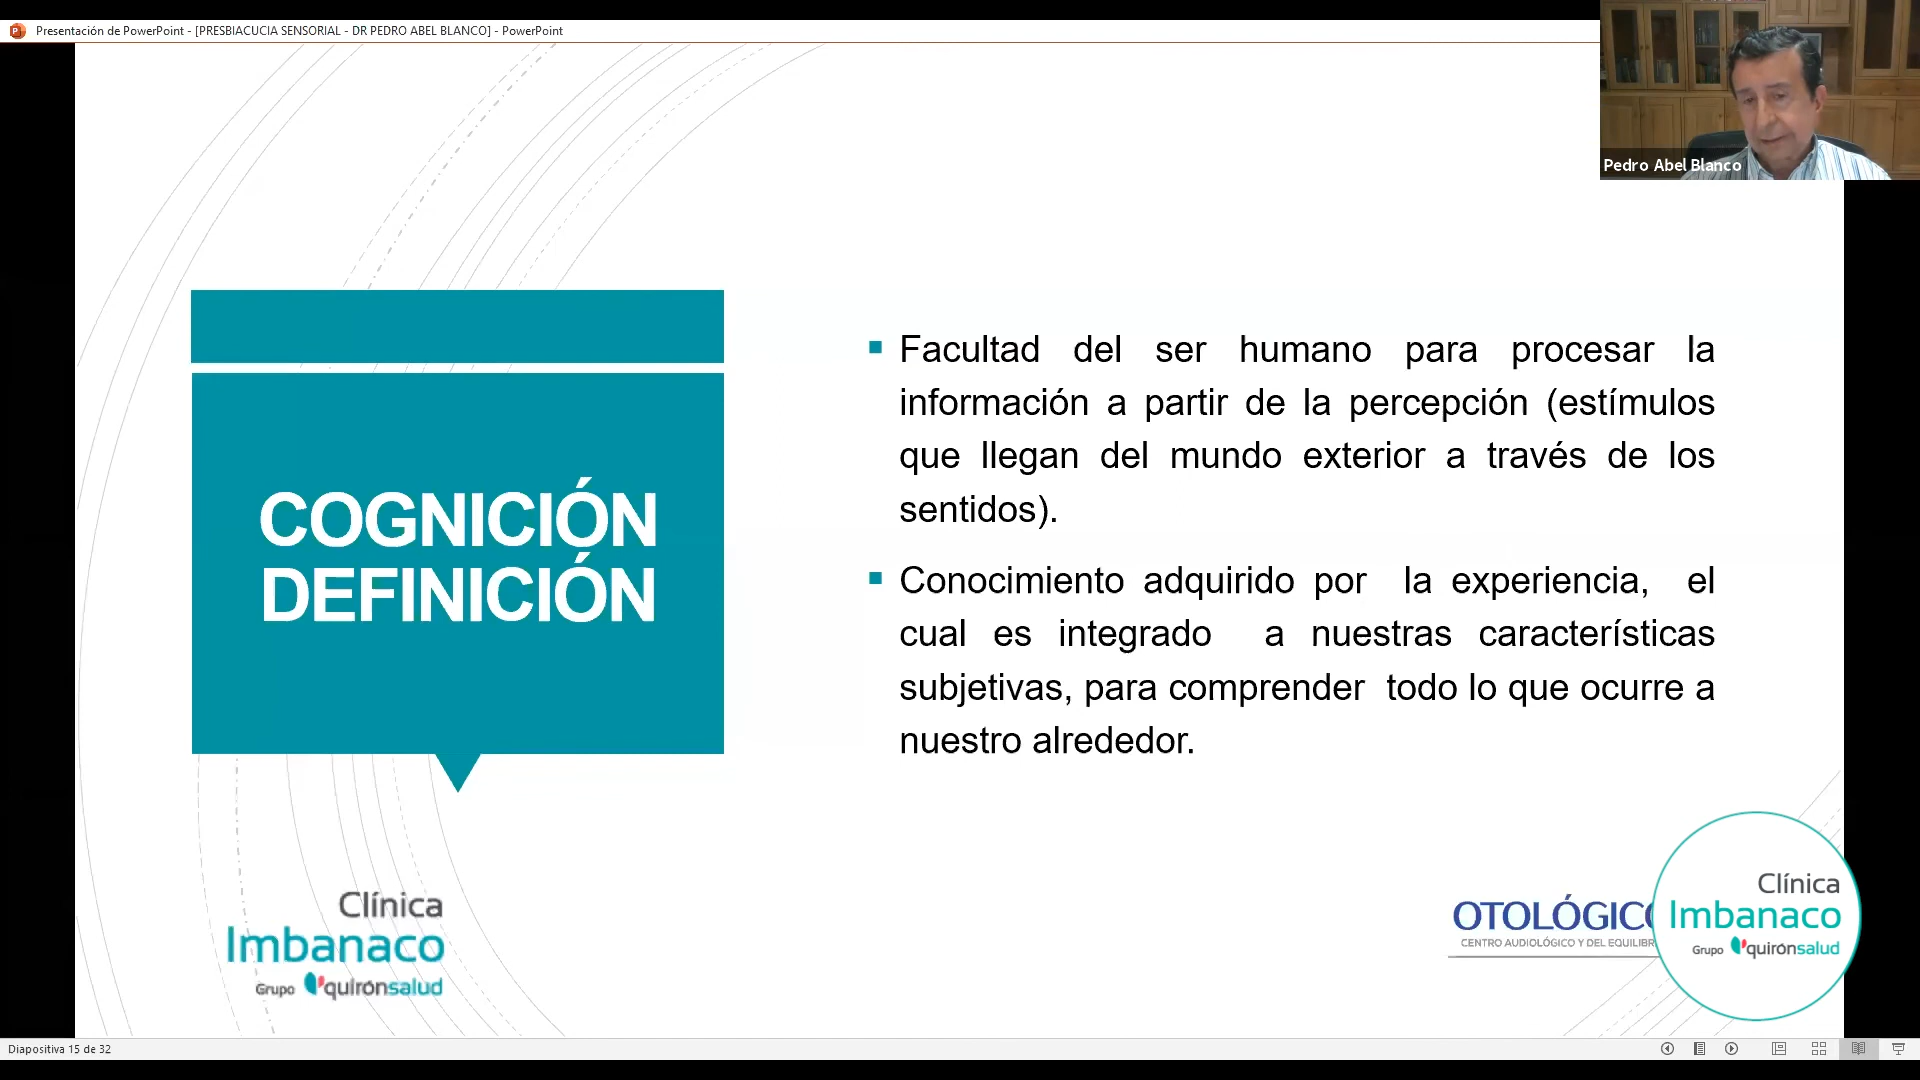 Presentación de PowerPoint - [PRESBIACUCIA SENSORIAL - DR PEDRO ABEL BLANCO] - PowerPoint
Pedro Abel Blanco
COGNICIÓN
DEFINICIÓN
Facultad del ser humano para procesar la
información a partir de la percepción (estímulos
que llegan del mundo exterior a través de los
sentidos).
Conocimiento adquirido por la experiencia, el
cual es integrado a nuestras características
subjetivas, para comprender todo lo que ocurre a
nuestro alrededor.
Clínica
Imbanaco
Grupo quirónsalud
OTOLÓGICO
CENTRO AUDIOLÓGICO Y DEL EQUILIBR
Clínica
Imbanaco
Grupo quirónsalud
Diapositiva 15 de 32